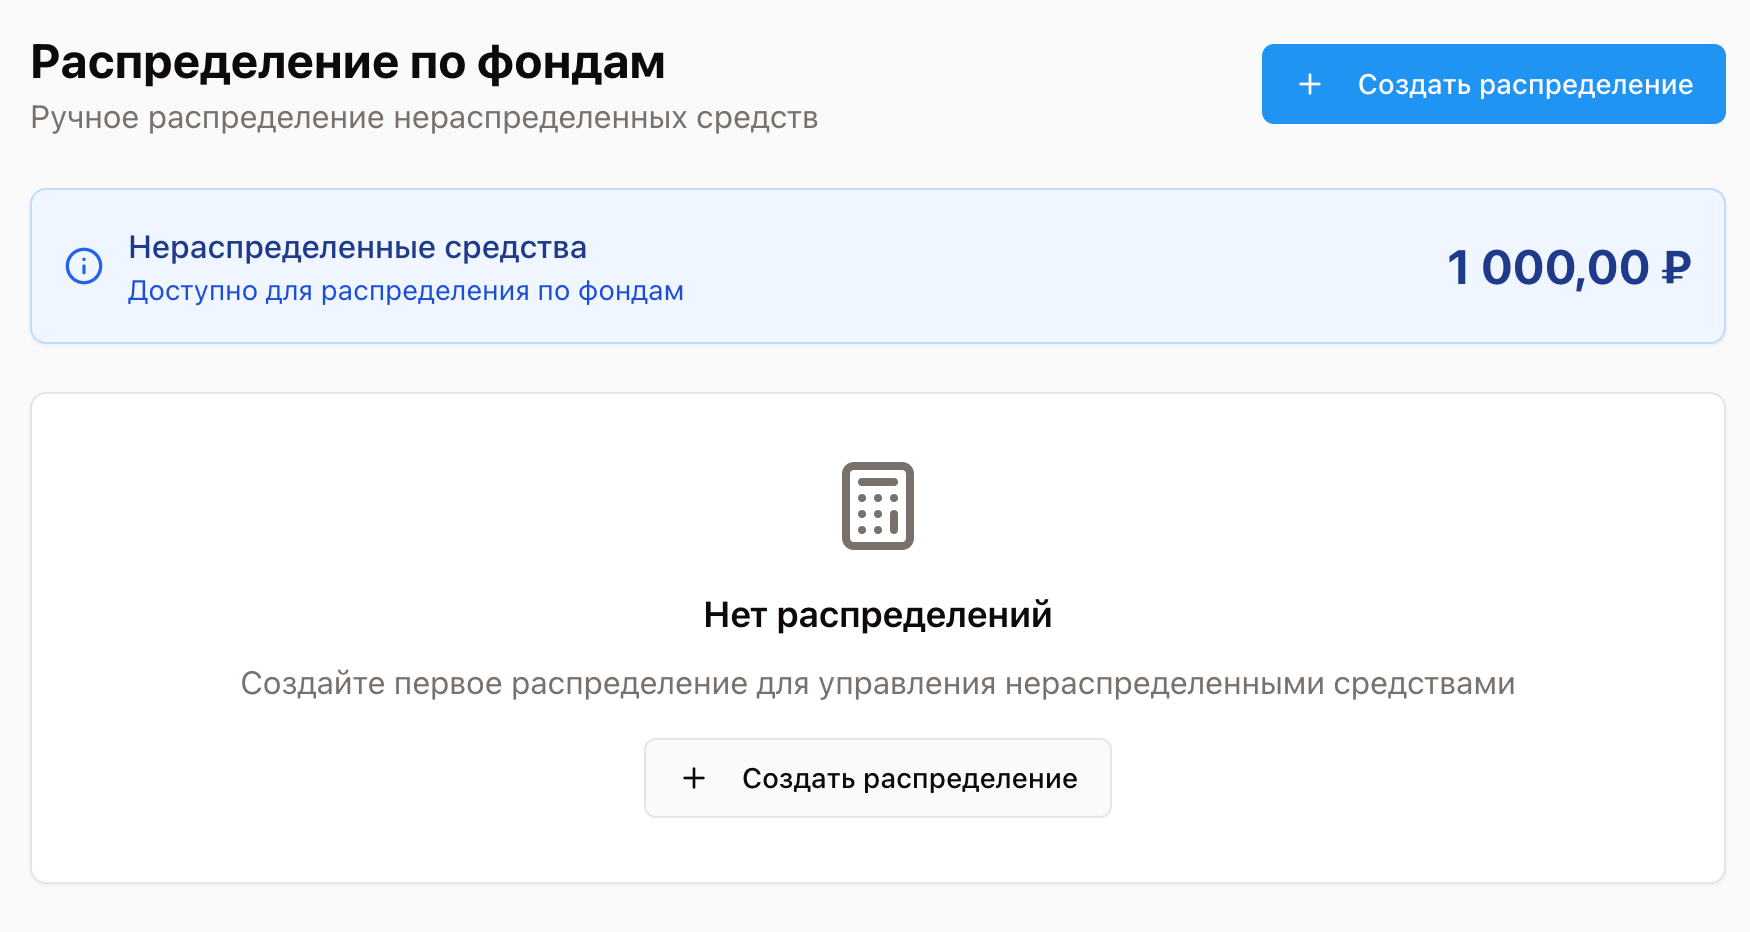 Распределение по фондам
Ручное распределение нераспределенных средств
Создать распределение
Нераспределенные средства
Доступно для распределения по фондам
1 000,00 ₽
Нет распределений
Создайте первое распределение для управления нераспределенными средствами
Создать распределение